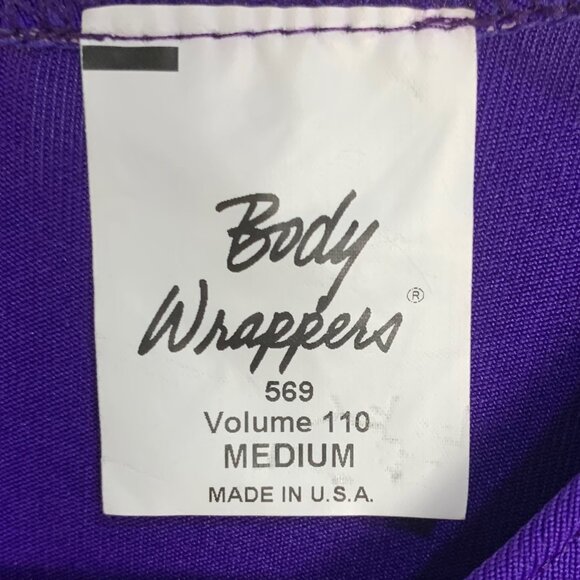 Body
Wrappers®
569
Volume 110
MEDIUM
MADE IN U.S.A.